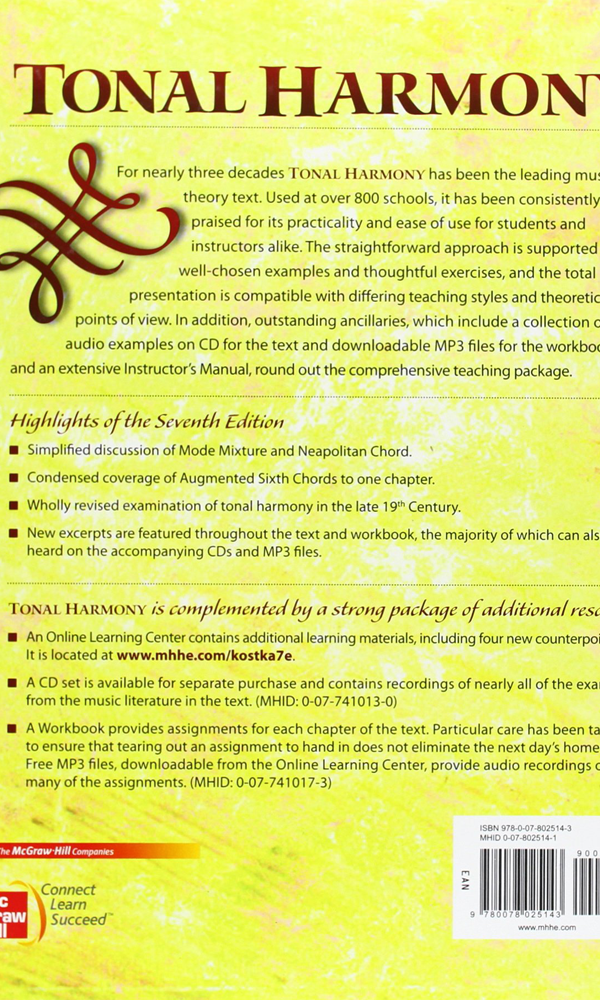 TONAL HARMONY
For nearly three decades TONAL HARMONY has been the leading mus
theory text. Used at over 800 schools, it has been consistently
praised for its practicality and ease of use for students and
instructors alike. The straightforward approach is supported
well-chosen examples and thoughtful exercises, and the total
presentation is compatible with differing teaching styles and theoretic
points of view. In addition, outstanding ancillaries, which include a collection o
audio examples on CD for the text and downloadable MP3 files for the workboo
and an extensive Instructor's Manual, round out the comprehensive teaching package.
Highlights of the Seventh Edition
■ Simplified discussion of Mode Mixture and Neapolitan Chord.
■ Condensed coverage of Augmented Sixth Chords to one chapter.
■ Wholly revised examination of tonal harmony in the late 19th Century.
■ New excerpts are featured throughout the text and workbook, the majority of which can als
heard on the accompanying CDs and MP3 files.
TONAL HARMONY is complemented by a strong package of additional reso
■ An Online Learning Center contains additional learning materials, including four new counterpoi
It is located at www.mhhe.com/kostka7e.
■ A CD set is available for separate purchase and contains recordings of nearly all of the exa
from the music literature in the text. (MHID: 0-07-741013-0)
■ A Workbook provides assignments for each chapter of the text. Particular care has been ta
to ensure that tearing out an assignment to hand in does not eliminate the next day's home
Free MP3 files, downloadable from the Online Learning Center, provide audio recordings o
many of the assignments. (MHID: 0-07-741017-3)
The McGraw-Hill Companies
c
raw
ll
Connect
Learn
Succeed™
ISBN 978-0-07-802514-3
MHID 0-07-802514-1
900
EAN
9 780078 025143
www.mhhe.com